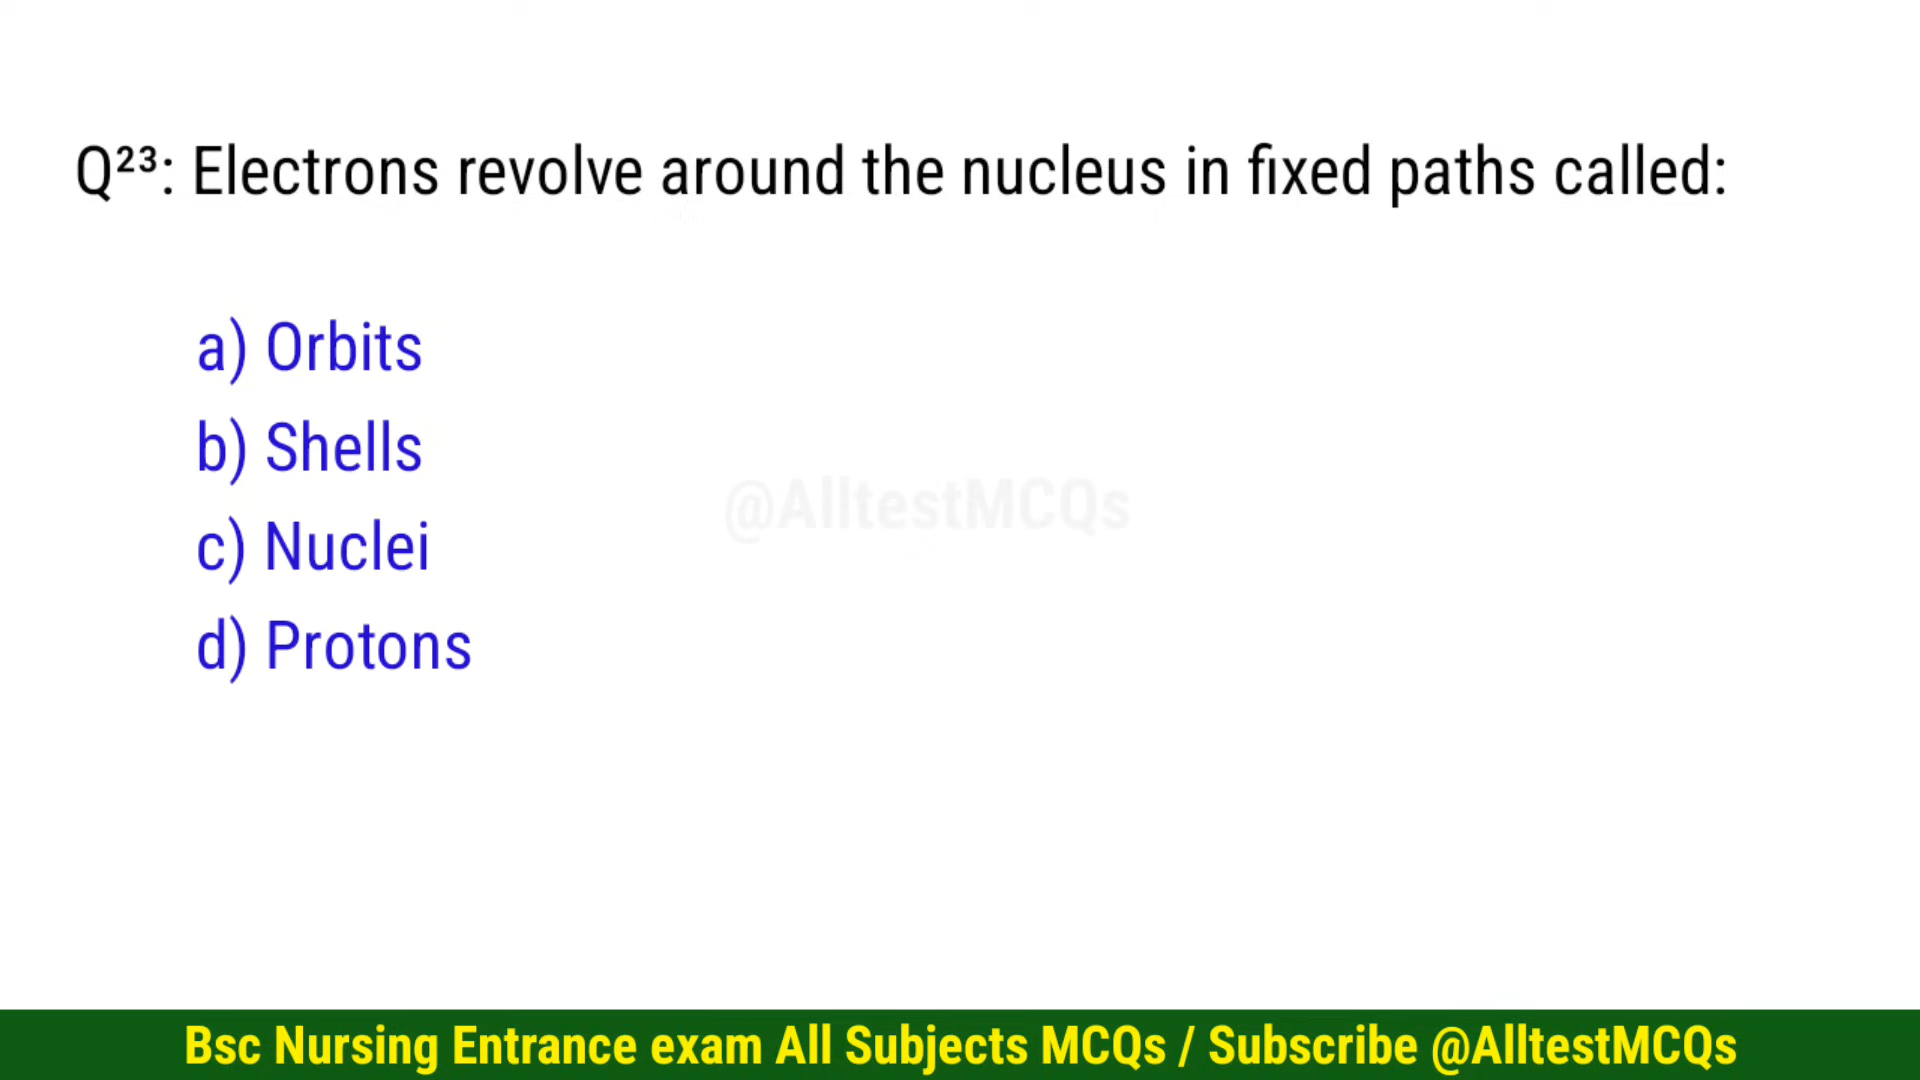 Q²³: Electrons revolve around the nucleus in fixed paths called:
a) Orbits
b) Shells
@AlltestMCQs
c) Nuclei
d) Protons
Bsc Nursing Entrance exam All Subjects MCQs / Subscribe @AlltestMCQs